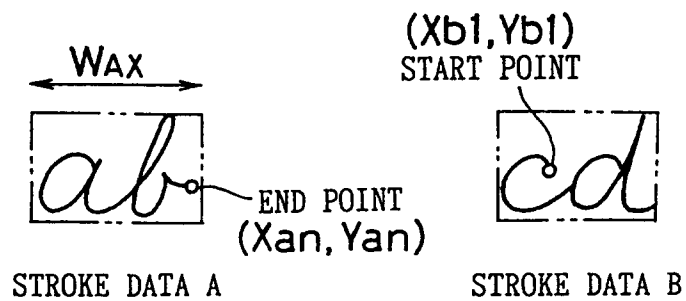 WAX
(Xb1,Yb1)
START POINT
ab
cd
END POINT
(Xan,Yan)
STROKE DATA A
STROKE DATA B